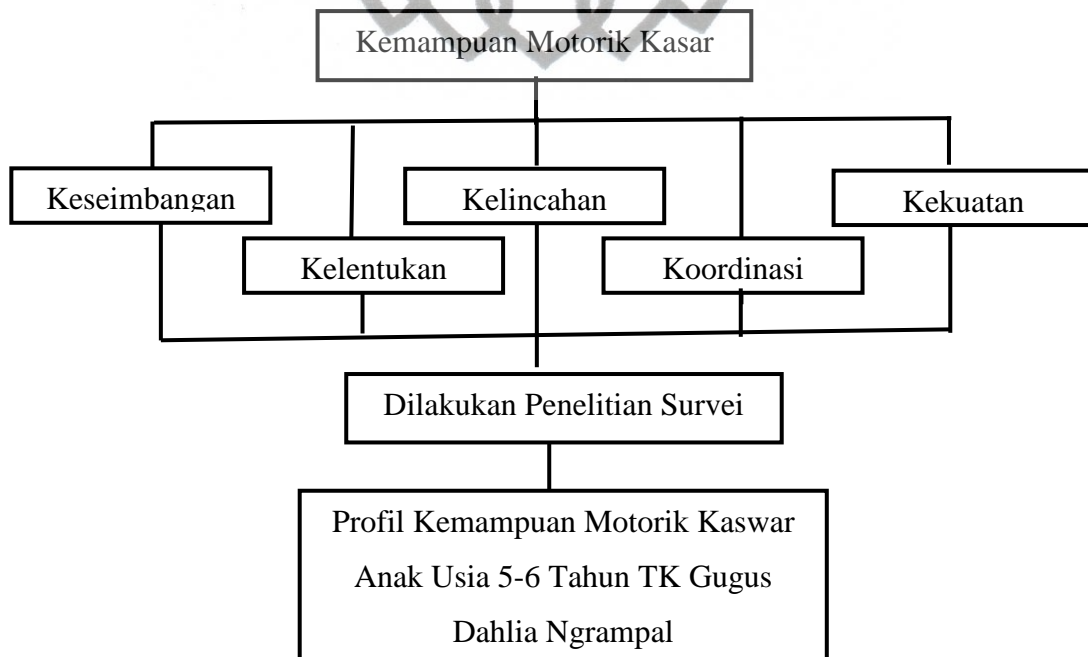 Kemampuan Motorik Kasar
Keseimbangan
Kelincahan
Kekuatan
Kelentukan
Koordinasi
Dilakukan Penelitian Survei
Profil Kemampuan Motorik Kaswar
Anak Usia 5-6 Tahun TK Gugus
Dahlia Ngrampal